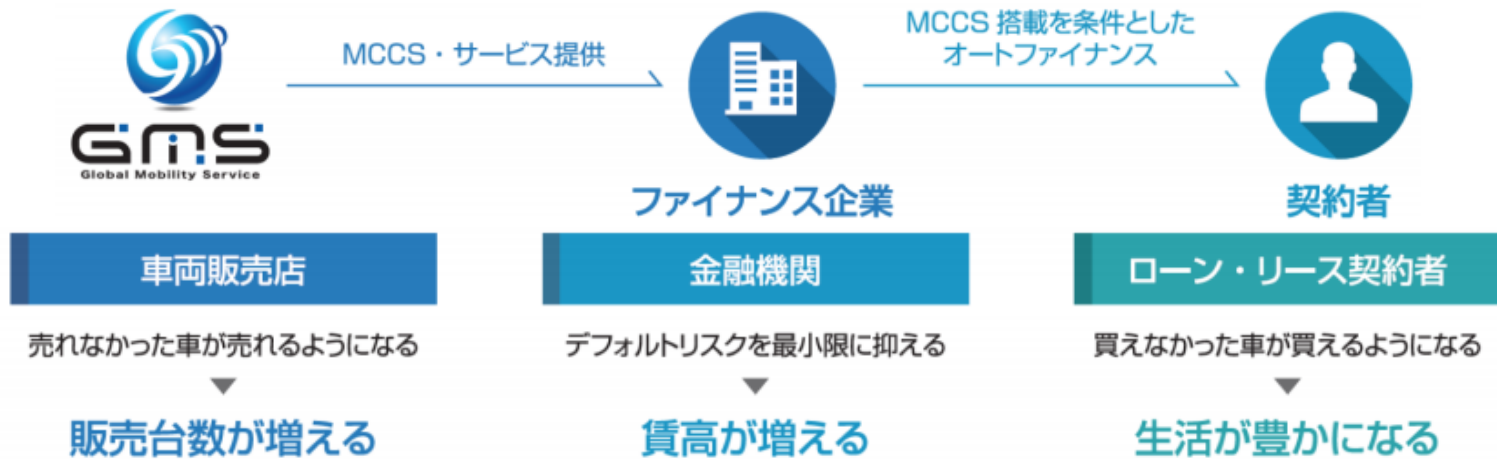 MCCS・サービス提供
MCCS 搭載を条件とした
オートファイナンス
GMS
Global Mobility Service
ファイナンス企業
契約者
車両販売店
金融機関
ローン・リース契約者
売れなかった車が売れるようになる
デフォルトリスクを最小限に抑える
買えなかった車が買えるようになる
販売台数が増える
賃高が増える
生活が豊かになる